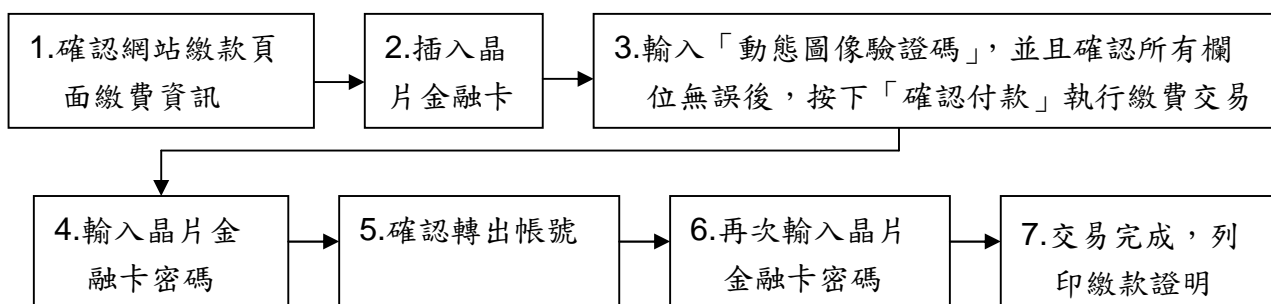 1.確認網站繳款頁
面繳費資訊
2.插入晶
片金融卡
3.輸入「動態圖像驗證碼」,並且確認所有欄
位無誤後,按下「確認付款」執行繳費交易
4.輸入晶片金
融卡密碼
5.確認轉出帳號
6.再次輸入晶片
金融卡密碼
7.交易完成,列
印繳款證明